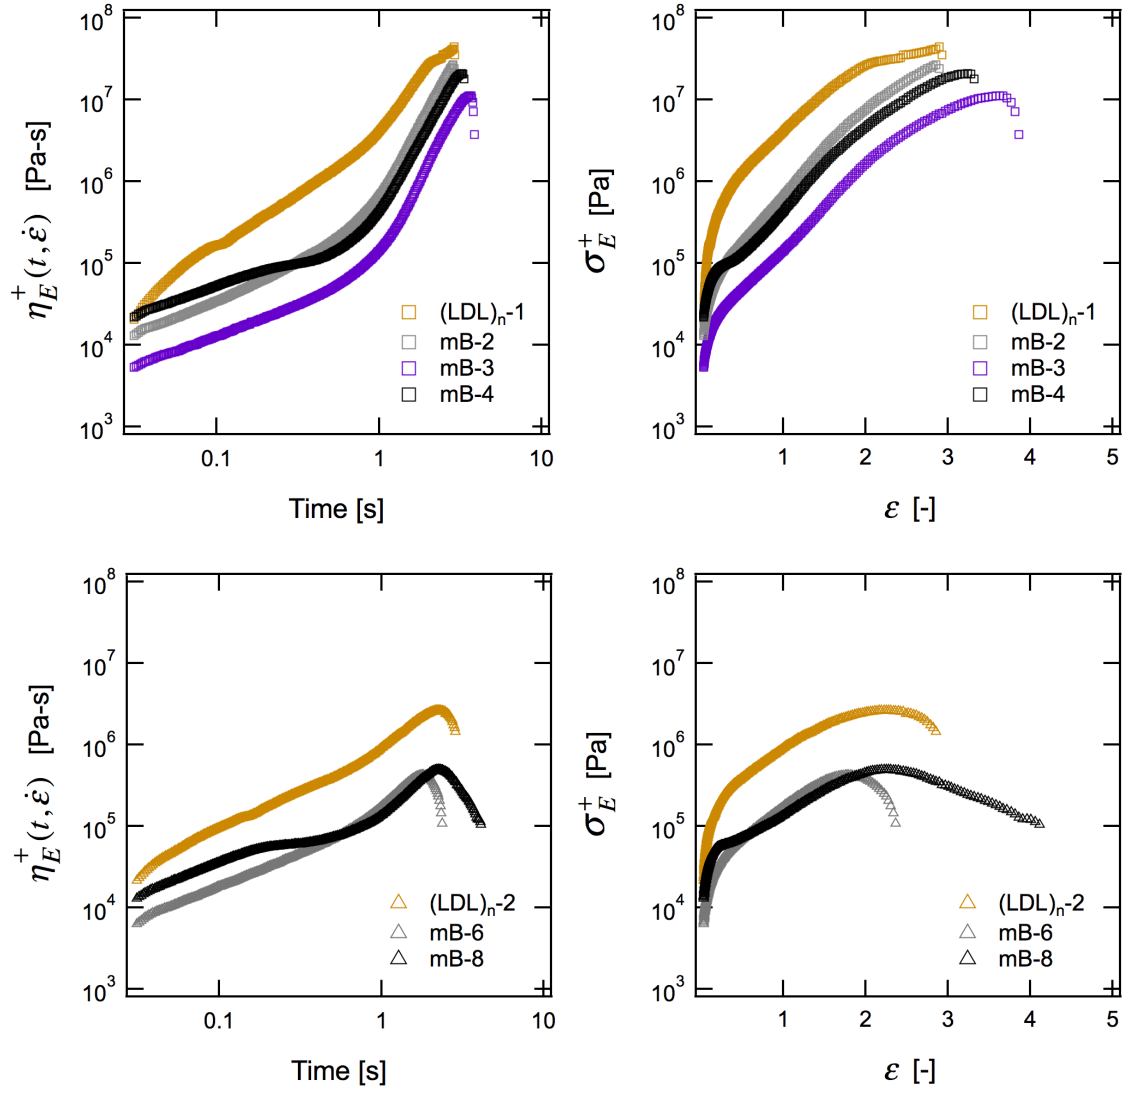 η_E^+(t,ε̇) [Pa-s]
10^8
10^7
10^6
10^5
10^4
10^3
(LDL)_n-1
mB-2
mB-3
mB-4
0.1 1 10
Time [s]
σ_E^+ [Pa]
10^8
10^7
10^6
10^5
10^4
10^3
(LDL)_n-1
mB-2
mB-3
mB-4
1 2 3 4 5
ε [-]
η_E^+(t,ε̇) [Pa-s]
10^8
10^7
10^6
10^5
10^4
10^3
(LDL)_n-2
mB-6
mB-8
0.1 1 10
Time [s]
σ_E^+ [Pa]
10^8
10^7
10^6
10^5
10^4
10^3
(LDL)_n-2
mB-6
mB-8
1 2 3 4 5
ε [-]